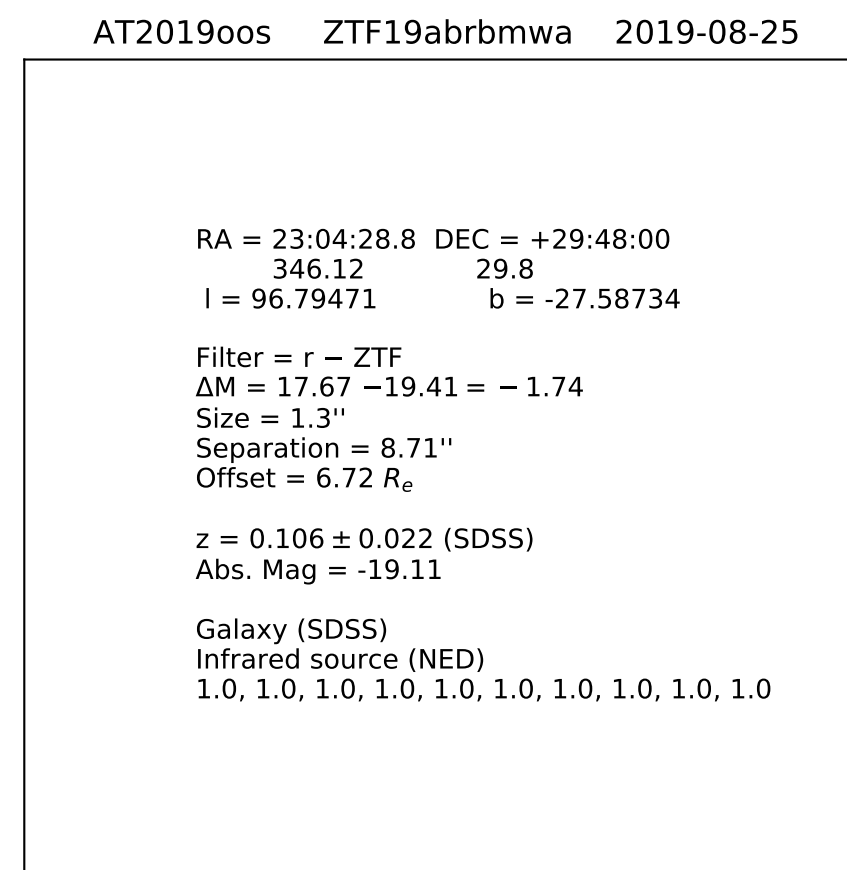 AT2019oos ZTF19abrbmwa 2019-08-25
RA = 23:04:28.8 DEC = +29:48:00
346.12 29.8
l = 96.79471 b = -27.58734
Filter = r − ZTF
ΔM = 17.67 −19.41 = − 1.74
Size = 1.3''
Separation = 8.71''
Offset = 6.72 Rₑ
z = 0.106 ± 0.022 (SDSS)
Abs. Mag = -19.11
Galaxy (SDSS)
Infrared source (NED)
1.0, 1.0, 1.0, 1.0, 1.0, 1.0, 1.0, 1.0, 1.0, 1.0